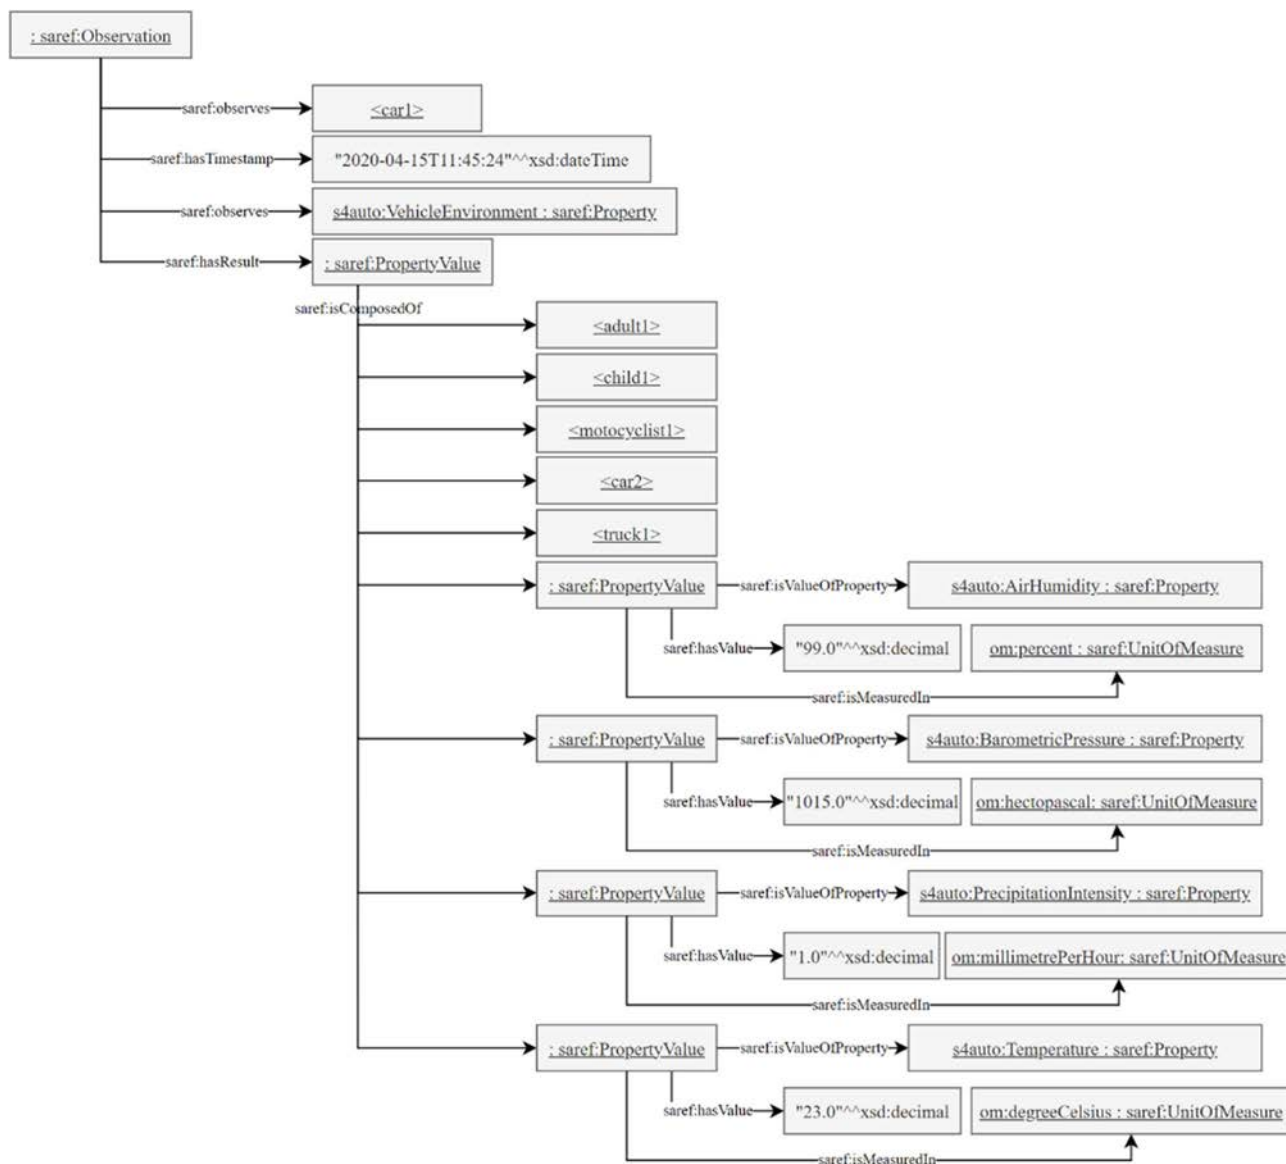 : saref:Observation
saref:observes
<car1>
saref:hasTimestamp
"2020-04-15T11:45:24"^^xsd:dateTime
saref:observes
s4auto:VehicleEnvironment : saref:Property
saref:hasResult
: saref:PropertyValue
saref:isComposedOf
<adult1>
<child1>
<motocyclist1>
<car2>
<truck1>
: saref:PropertyValue
saref:isValueOfProperty
s4auto:AirHumidity : saref:Property
saref:hasValue
"99.0"^^xsd:decimal
om:percent : saref:UnitOfMeasure
saref:isMeasuredIn
: saref:PropertyValue
saref:isValueOfProperty
s4auto:BarometricPressure : saref:Property
saref:hasValue
"1015.0"^^xsd:decimal
om:hectopascal: saref:UnitOfMeasure
saref:isMeasuredIn
: saref:PropertyValue
saref:isValueOfProperty
s4auto:PrecipitationIntensity : saref:Property
saref:hasValue
"1.0"^^xsd:decimal
om:millimetrePerHour: saref:UnitOfMeasure
saref:isMeasuredIn
: saref:PropertyValue
saref:isValueOfProperty
s4auto:Temperature : saref:Property
saref:hasValue
"23.0"^^xsd:decimal
om:degreeCelsius : saref:UnitOfMeasure
saref:isMeasuredIn